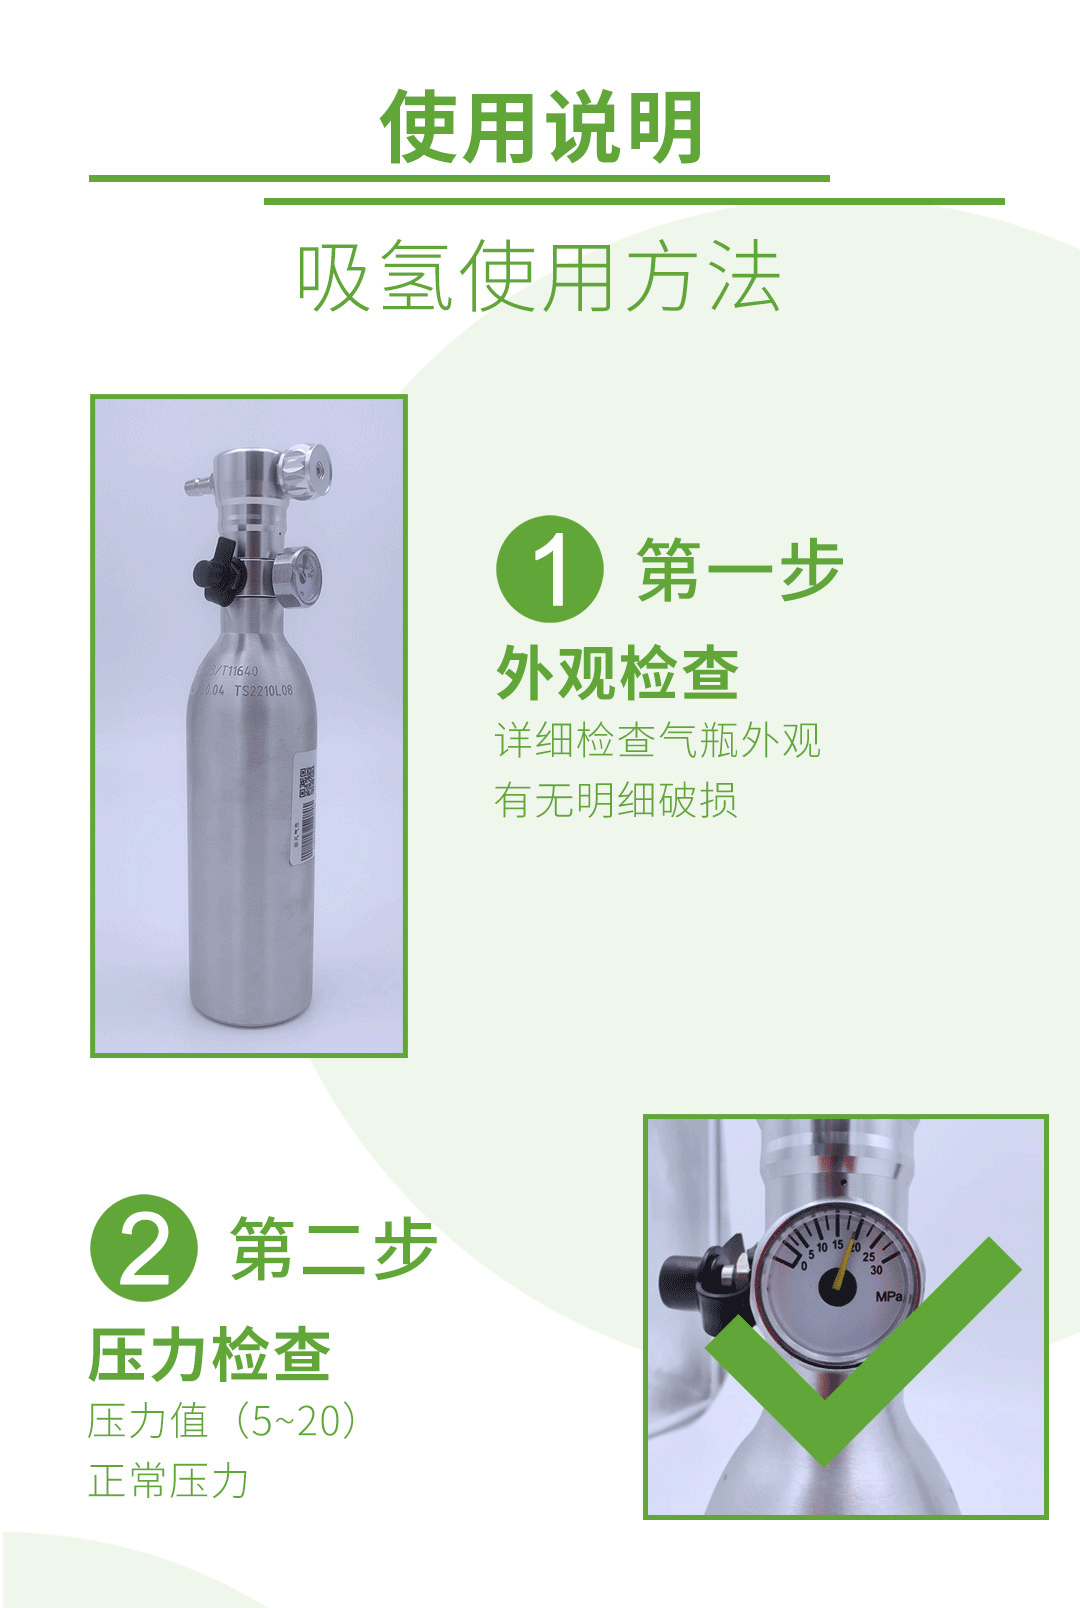 使用说明
吸氢使用方法
1 第一步
外观检查
详细检查气瓶外观
有无明细破损
/T11640
0.04 TS2210L08
2 第二步
压力检查
压力值（5~20）
正常压力
0 5 10 15 20 25 30
MPa